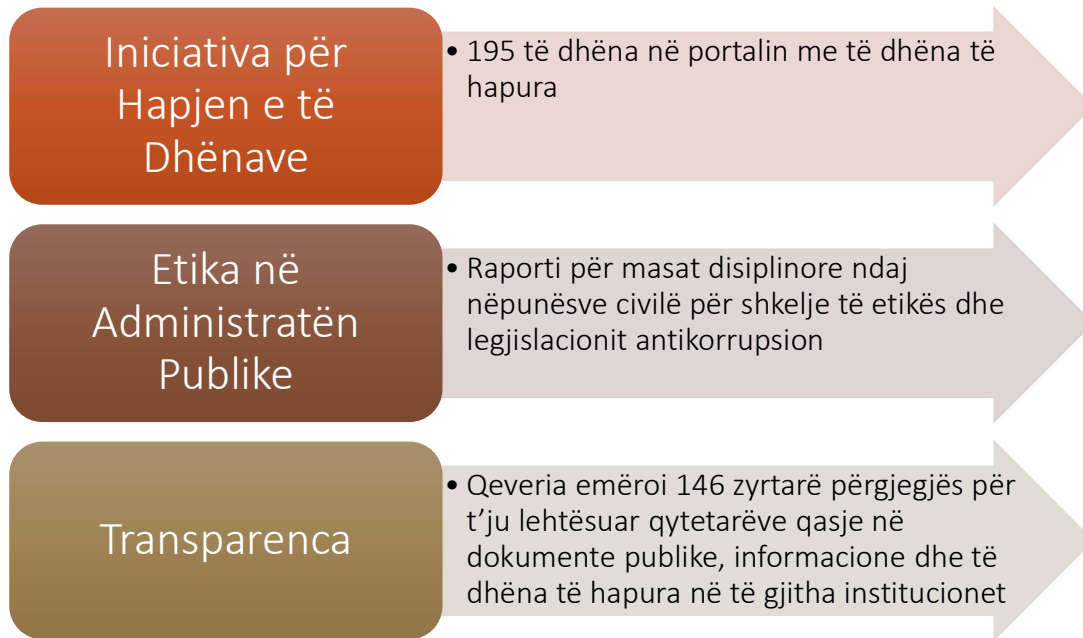 Iniciativa për
Hapjen e të
Dhënave
• 195 të dhëna në portalin me të dhëna të
hapura
Etika në
Administratën
Publike
• Raporti për masat disiplinore ndaj
nëpunësve civilë për shkelje të etikës dhe
legjislacionit antikorrupsion
Transparenca
• Qeveria emëroi 146 zyrtarë përgjegjës për
t’ju lehtësuar qytetarëve qasje në
dokumente publike, informacione dhe të
dhëna të hapura në të gjitha institucionet